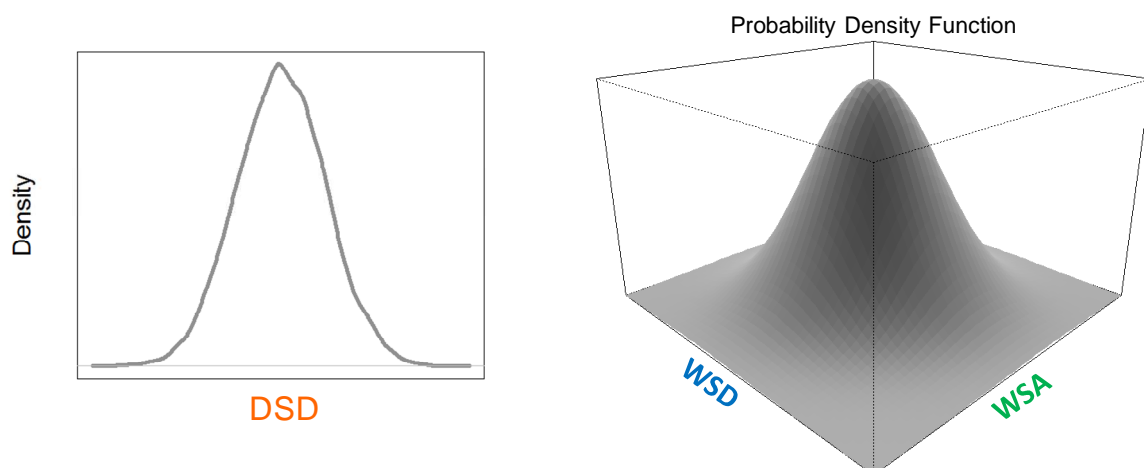 Probability Density Function
Density
DSD
WSD
WSA